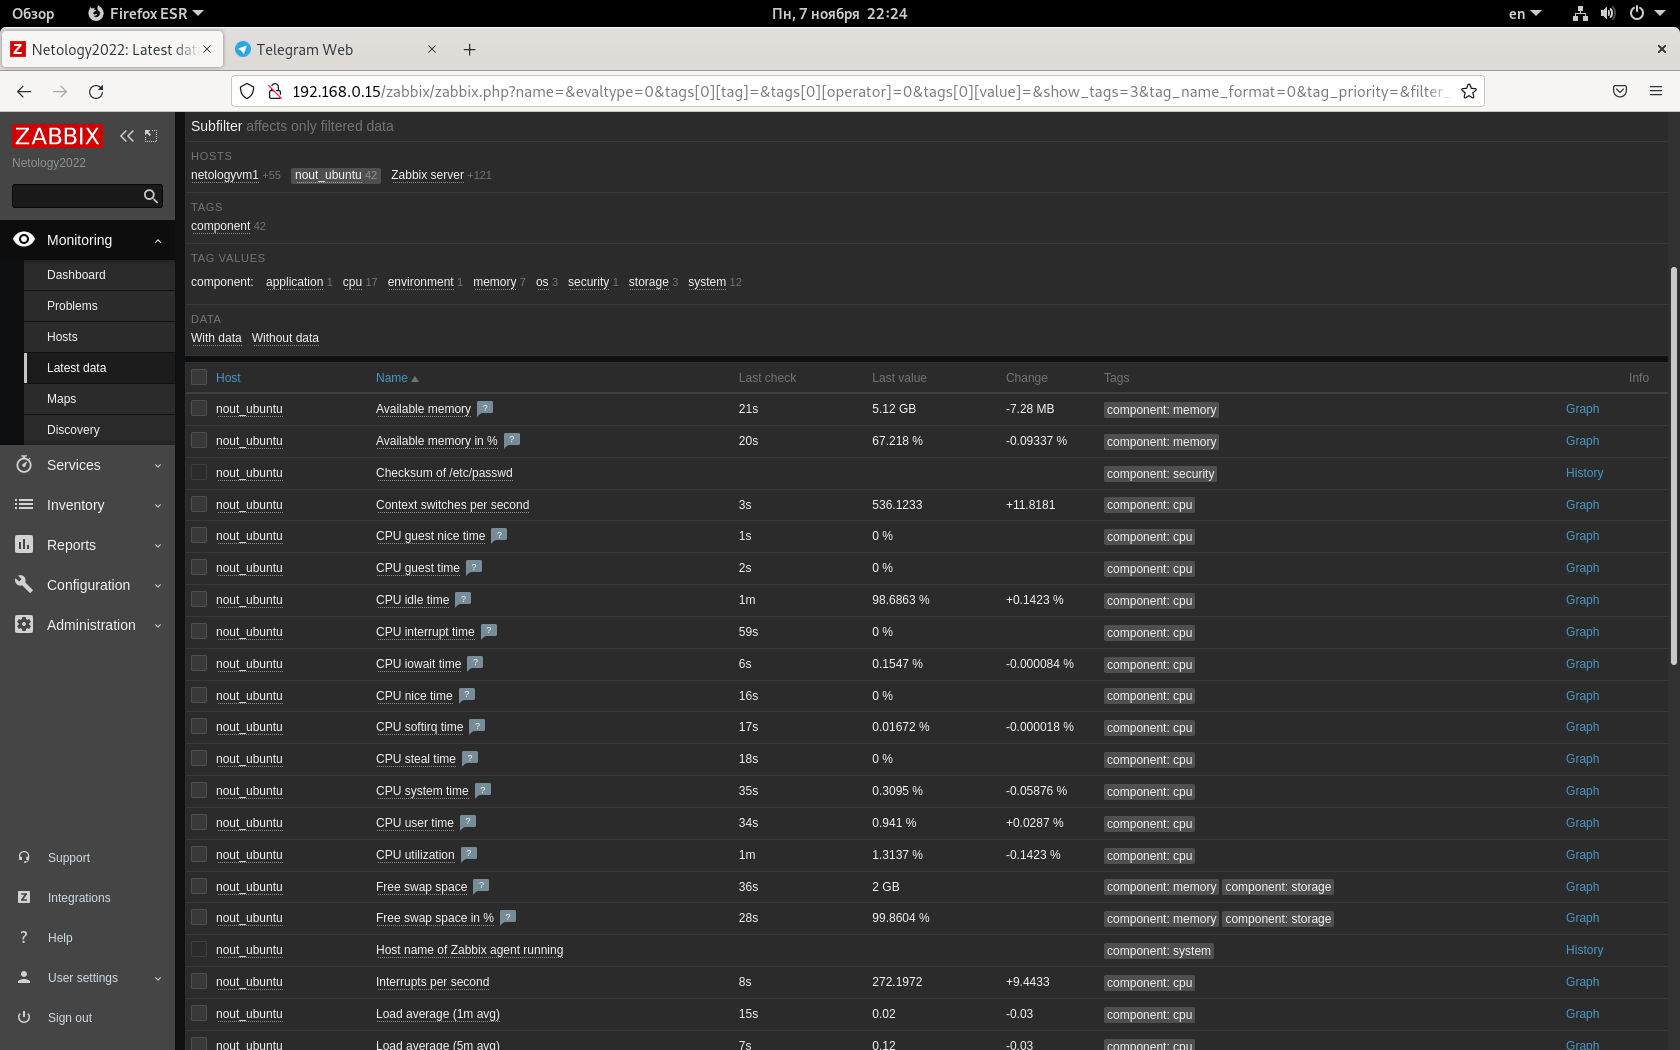 Обзор Firefox ESR Пн, 7 ноября 22:24 en
Netology2022: Latest dat Telegram Web
192.168.0.15/zabbix/zabbix.php?name=&evaltype=0&tags[0][tag]=&tags[0][operator]=0&tags[0][value]=&show_tags=3&tag_name_format=0&tag_priority=&filter_
ZABBIX
Netology2022
Monitoring
Dashboard
Problems
Hosts
Latest data
Maps
Discovery
Services
Inventory
Reports
Configuration
Administration
Support
Integrations
Help
User settings
Sign out
Subfilter affects only filtered data
HOSTS
netologyvm1 +55 nout_ubuntu 42 Zabbix server +121
TAGS
component 42
TAG VALUES
component: application 1 cpu 17 environment 1 memory 7 os 3 security 1 storage 3 system 12
DATA
With data Without data
Host Name Last check Last value Change Tags Info
nout_ubuntu Available memory ? 21s 5.12 GB -7.28 MB component: memory Graph
nout_ubuntu Available memory in % ? 20s 67.218 % -0.09337 % component: memory Graph
nout_ubuntu Checksum of /etc/passwd component: security History
nout_ubuntu Context switches per second 3s 536.1233 +11.8181 component: cpu Graph
nout_ubuntu CPU guest nice time ? 1s 0 % component: cpu Graph
nout_ubuntu CPU guest time ? 2s 0 % component: cpu Graph
nout_ubuntu CPU idle time ? 1m 98.6863 % +0.1423 % component: cpu Graph
nout_ubuntu CPU interrupt time ? 59s 0 % component: cpu Graph
nout_ubuntu CPU iowait time ? 6s 0.1547 % -0.000084 % component: cpu Graph
nout_ubuntu CPU nice time ? 16s 0 % component: cpu Graph
nout_ubuntu CPU softirq time ? 17s 0.01672 % -0.000018 % component: cpu Graph
nout_ubuntu CPU steal time ? 18s 0 % component: cpu Graph
nout_ubuntu CPU system time ? 35s 0.3095 % -0.05876 % component: cpu Graph
nout_ubuntu CPU user time ? 34s 0.941 % +0.0287 % component: cpu Graph
nout_ubuntu CPU utilization ? 1m 1.3137 % -0.1423 % component: cpu Graph
nout_ubuntu Free swap space ? 36s 2 GB component: memory component: storage Graph
nout_ubuntu Free swap space in % ? 28s 99.8604 % component: memory component: storage Graph
nout_ubuntu Host name of Zabbix agent running component: system History
nout_ubuntu Interrupts per second 8s 272.1972 +9.4433 component: cpu Graph
nout_ubuntu Load average (1m avg) 15s 0.02 -0.03 component: cpu Graph
nout_ubuntu Load average (5m avg) 7s 0.12 -0.03 component: cpu Graph